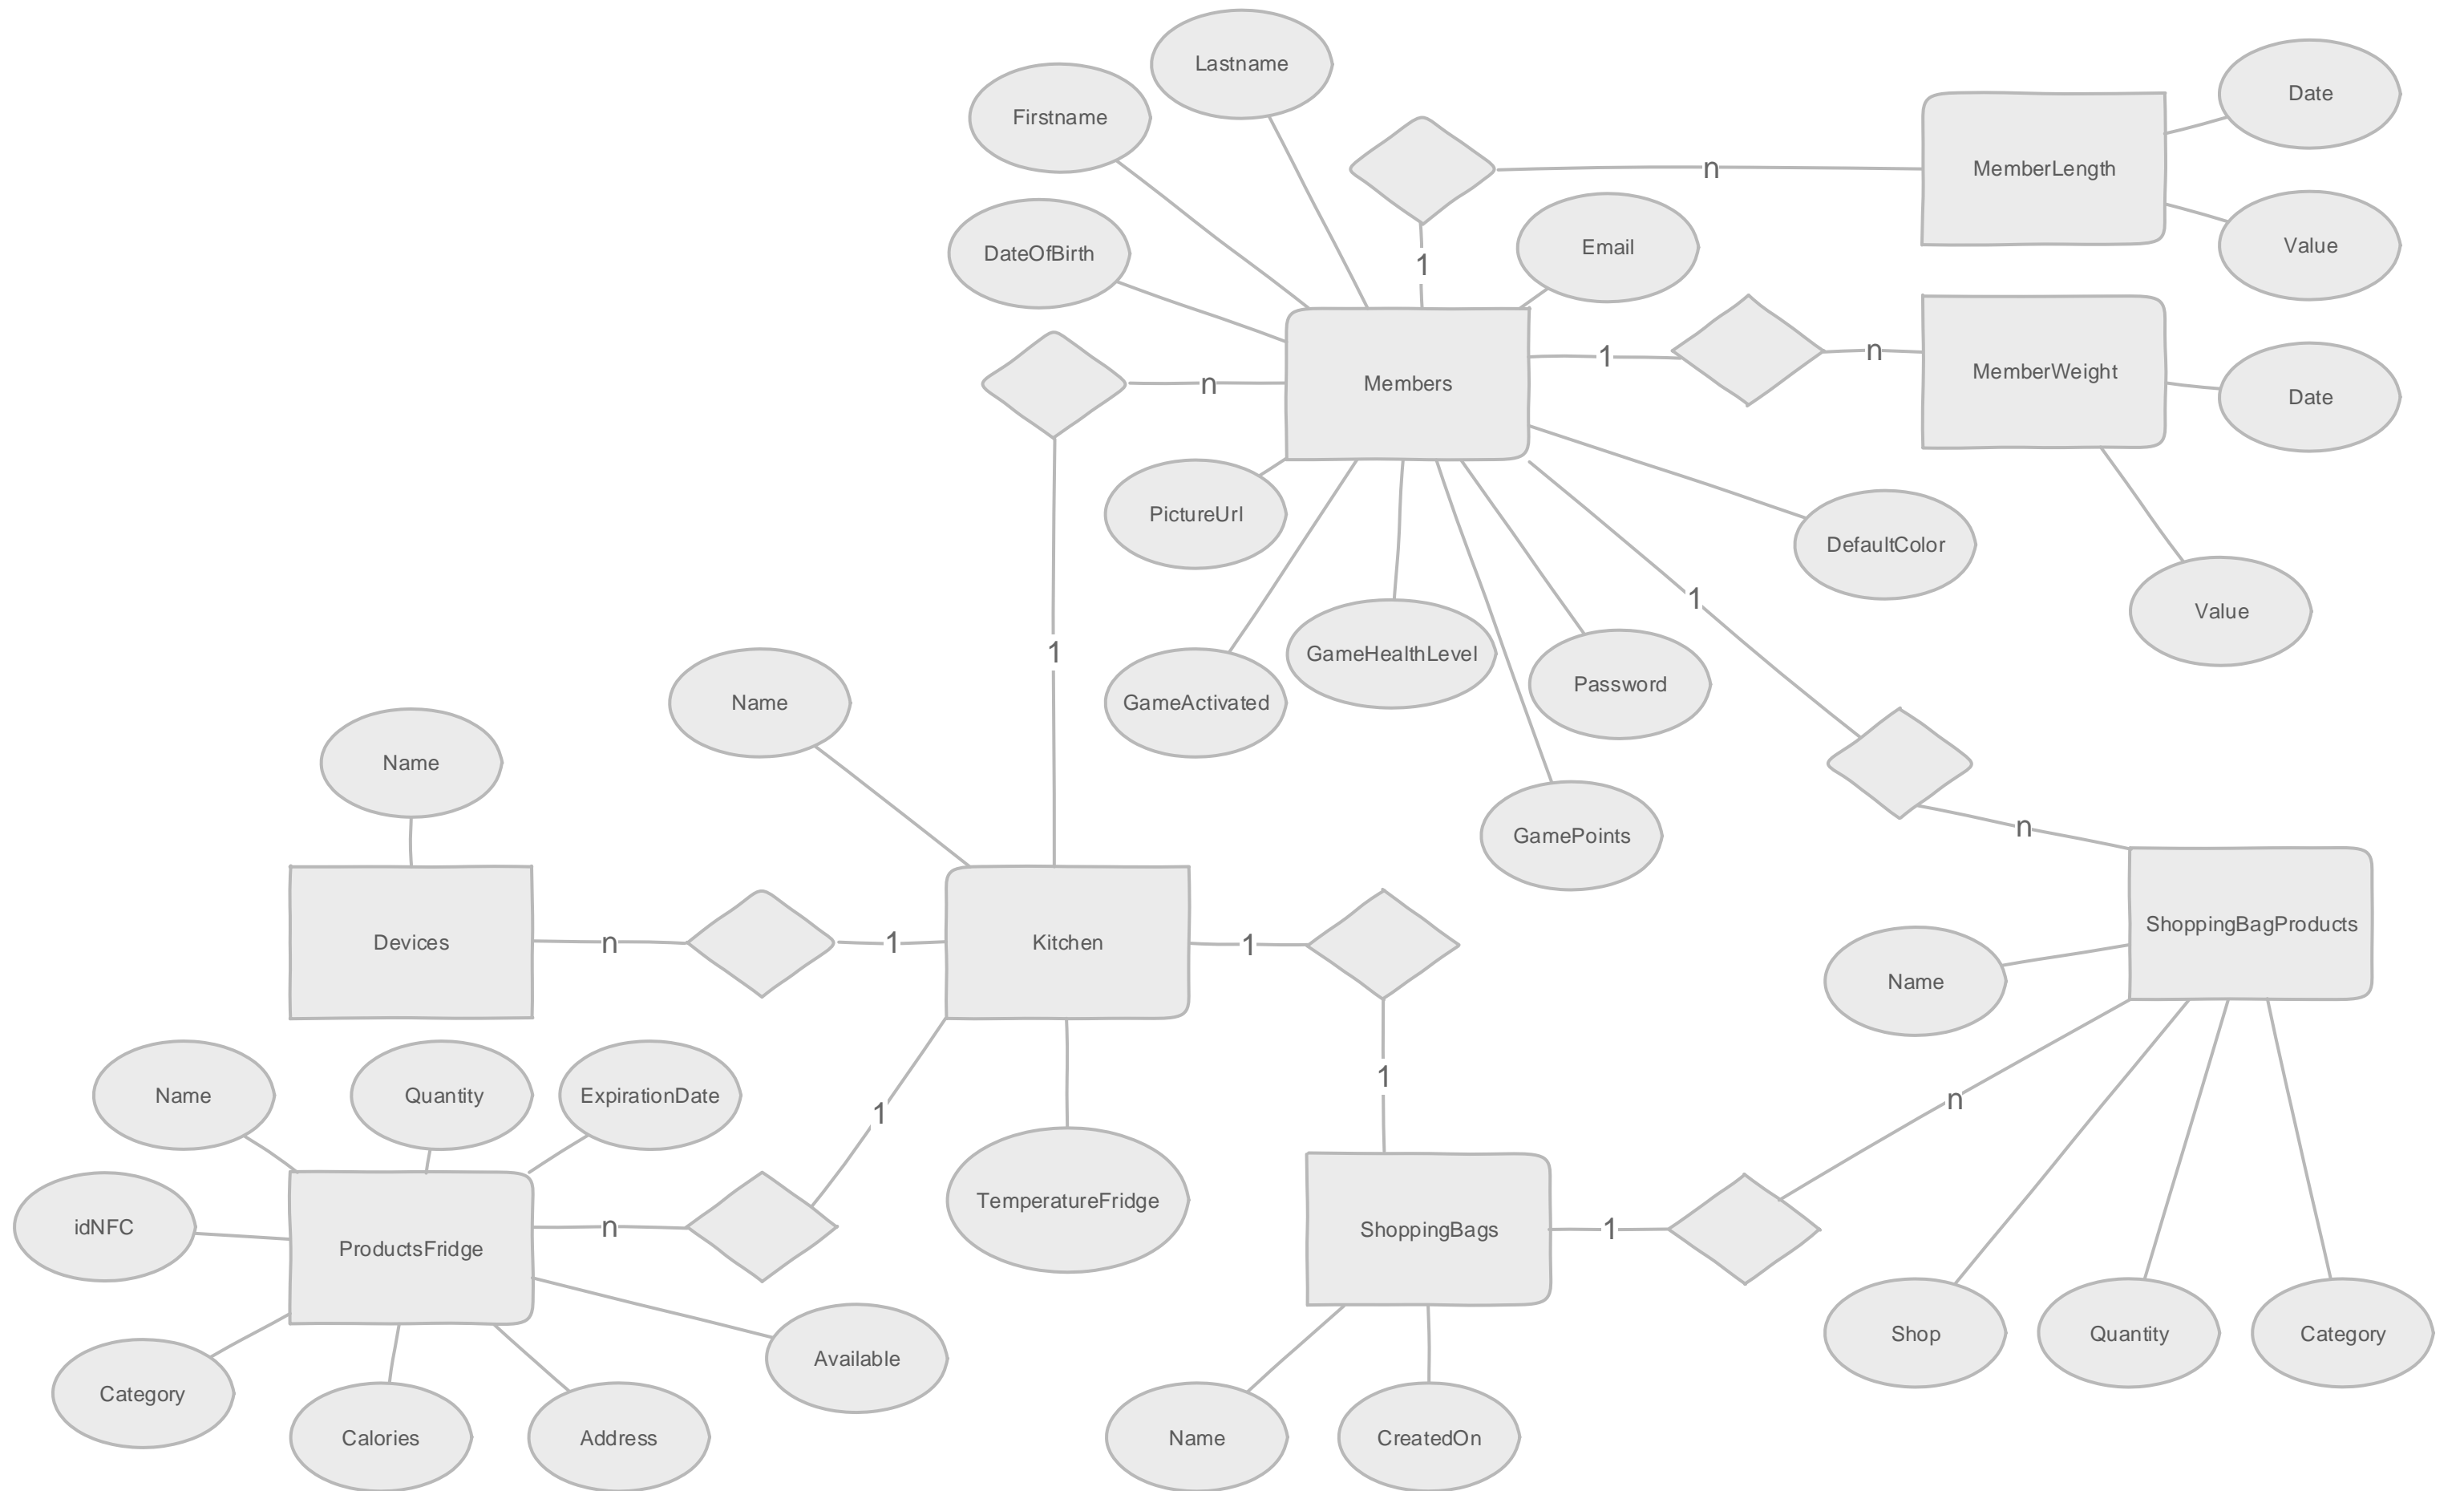 Lastname
Date
Firstname
MemberLength
n
Email
Value
DateOfBirth
1
1
n
MemberWeight
Members
n
Date
PictureUrl
DefaultColor
1
Value
1
GameHealthLevel
Password
Name
GameActivated
Name
n
GamePoints
ShoppingBagProducts
Devices
n
1
Kitchen
1
Name
1
Name
Quantity
ExpirationDate
n
1
TemperatureFridge
idNFC
n
ShoppingBags
1
ProductsFridge
Shop
Quantity
Category
Available
Category
Calories
Address
Name
CreatedOn